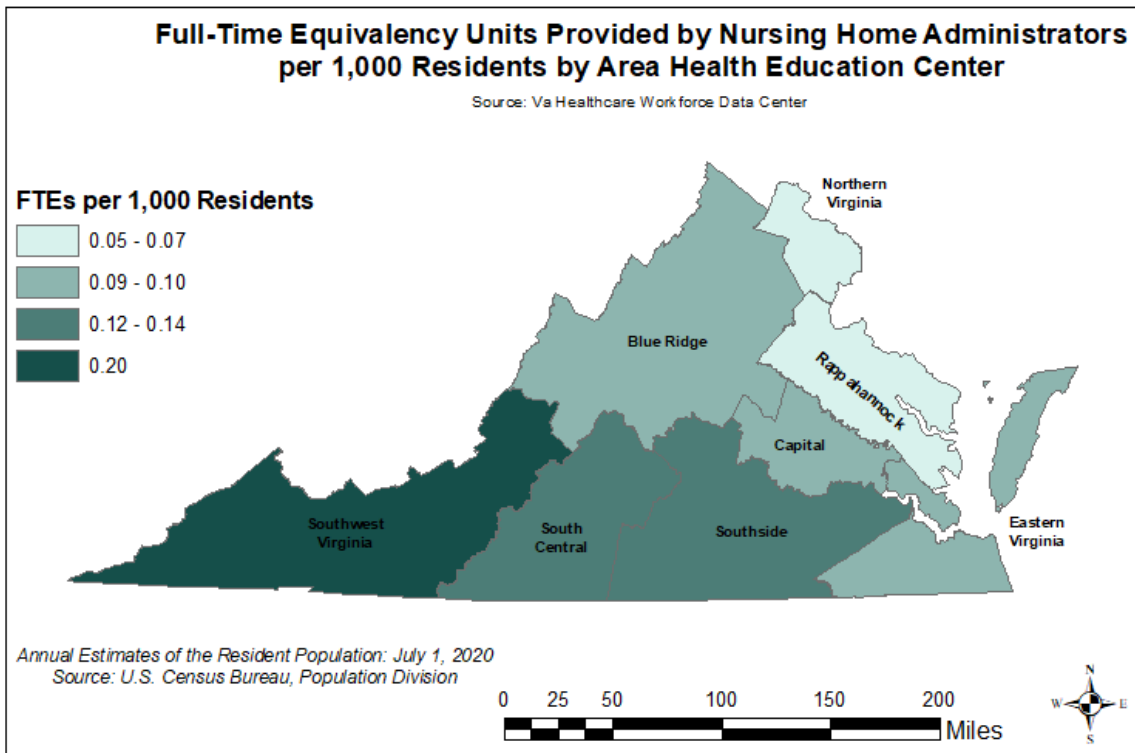 Full-Time Equivalency Units Provided by Nursing Home Administrators
per 1,000 Residents by Area Health Education Center
Source: Va Healthcare Workforce Data Center
FTEs per 1,000 Residents
0.05 - 0.07
0.09 - 0.10
0.12 - 0.14
0.20
Northern
Virginia
Blue Ridge
Rappahannock
Capital
Southwest
Virginia
South
Central
Southside
Eastern
Virginia
Annual Estimates of the Resident Population: July 1, 2020
Source: U.S. Census Bureau, Population Division
0 25 50 100 150 200
Miles
N
W E
S